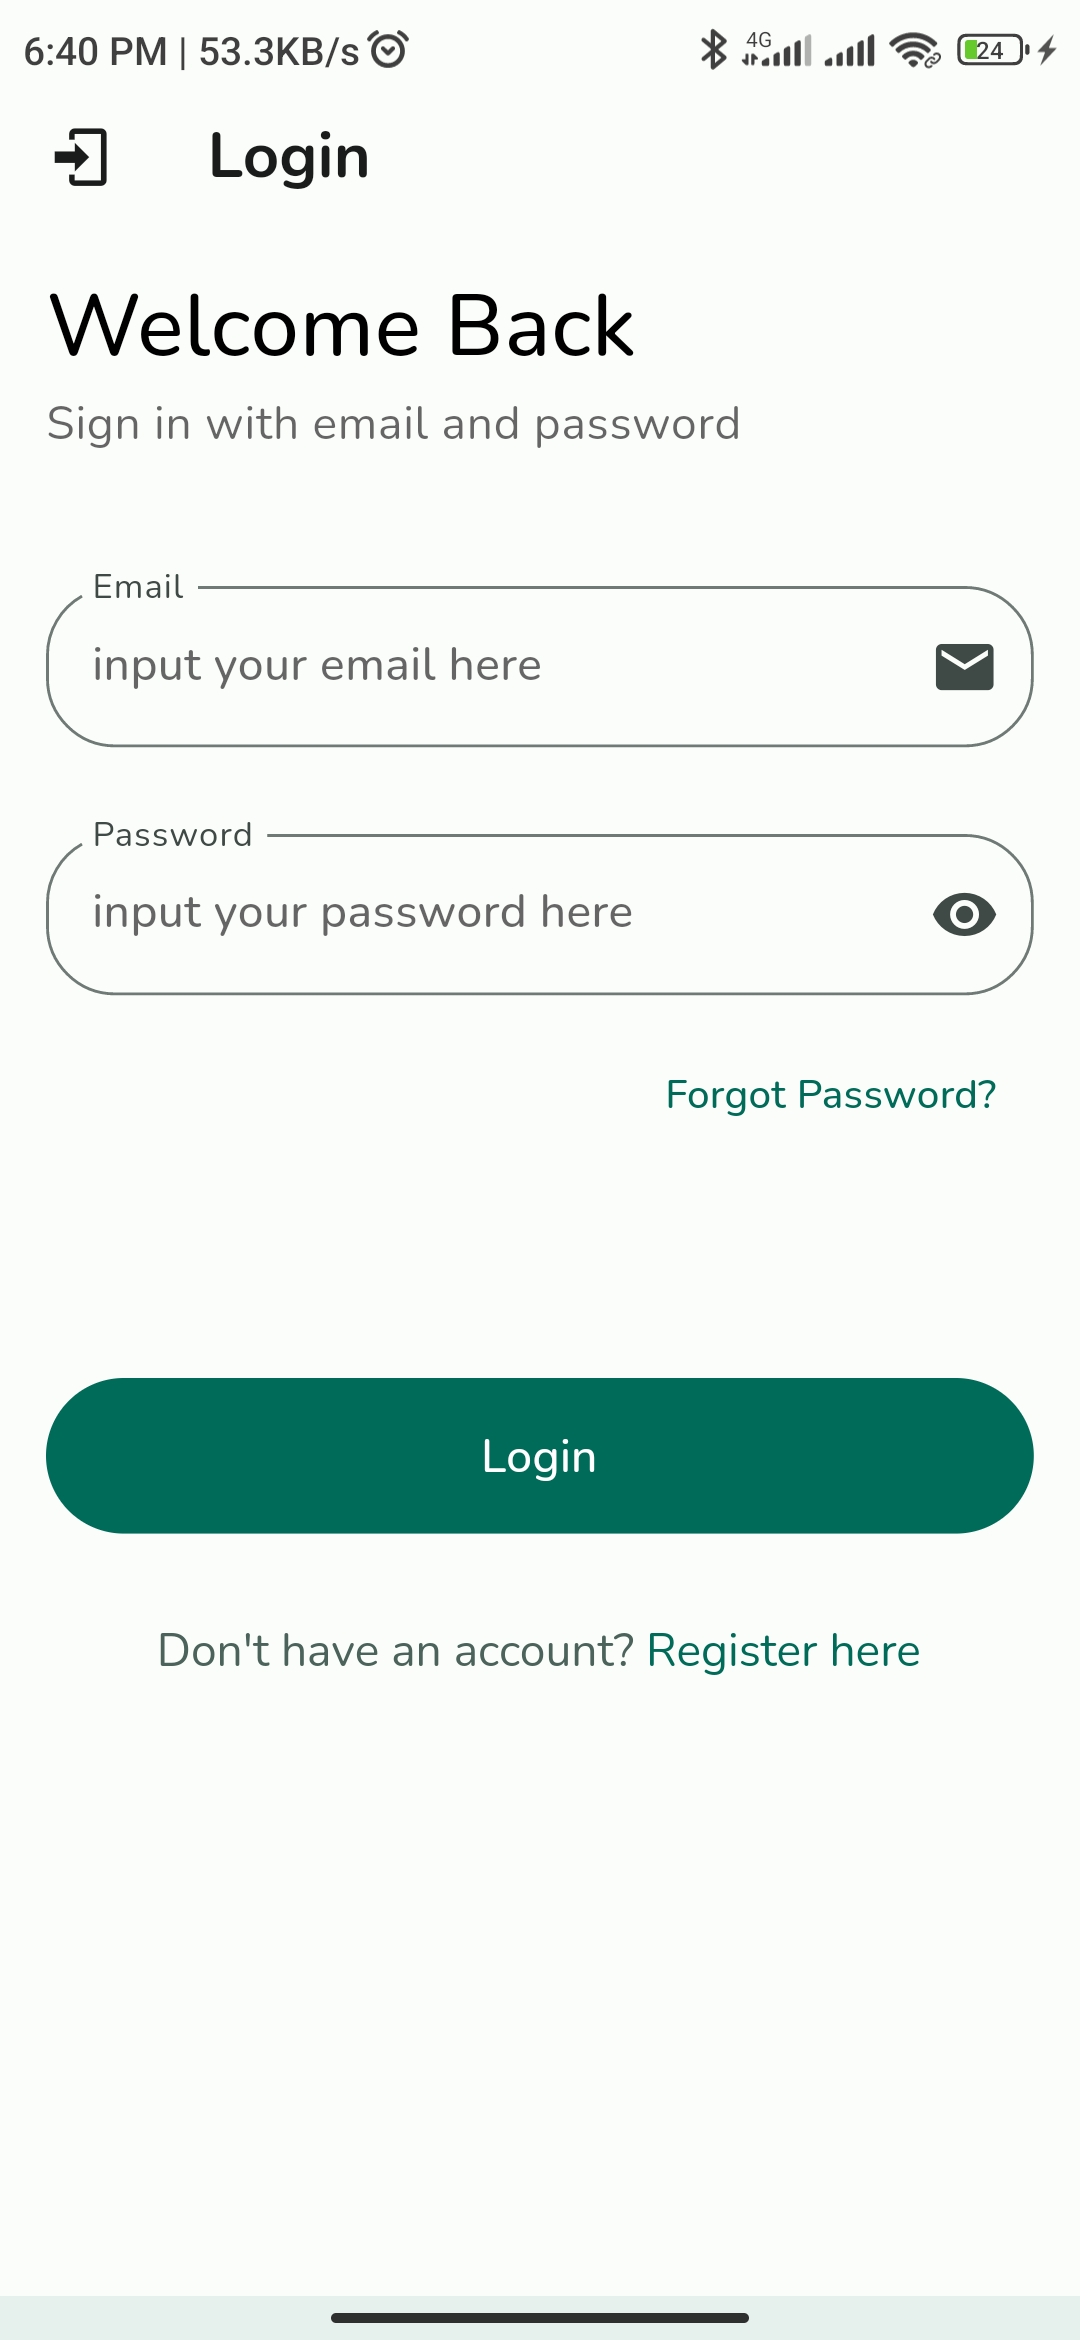 6:40 PM | 53.3KB/s 4G 24
Login
Welcome Back
Sign in with email and password
Email
input your email here
Password
input your password here
Forgot Password?
Login
Don't have an account? Register here